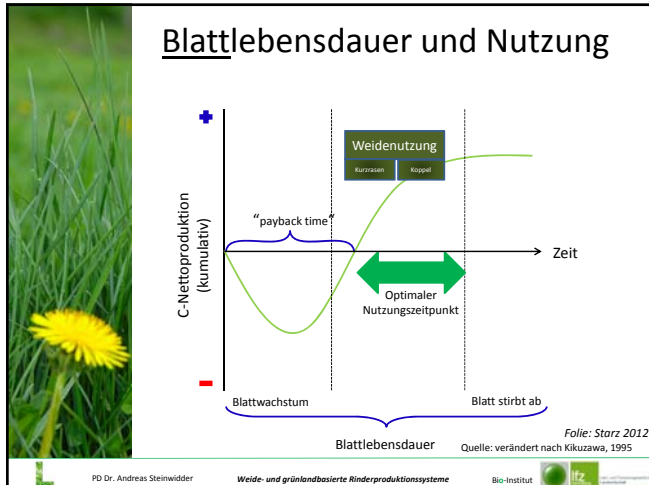 Blattlebensdauer und Nutzung
+
C-Nettoproduktion
(kumulativ)
Weidenutzung
Kurzrasen Koppel
“payback time“
Zeit
Optimaler
Nutzungszeitpunkt
-
Blattwachstum Blatt stirbt ab
Blattlebensdauer
Folie: Starz 2012
Quelle: verändert nach Kikuzawa, 1995
L
PD Dr. Andreas Steinwidder Weide- und grünlandbasierte Rinderproduktionssysteme Bio-Institut lfz